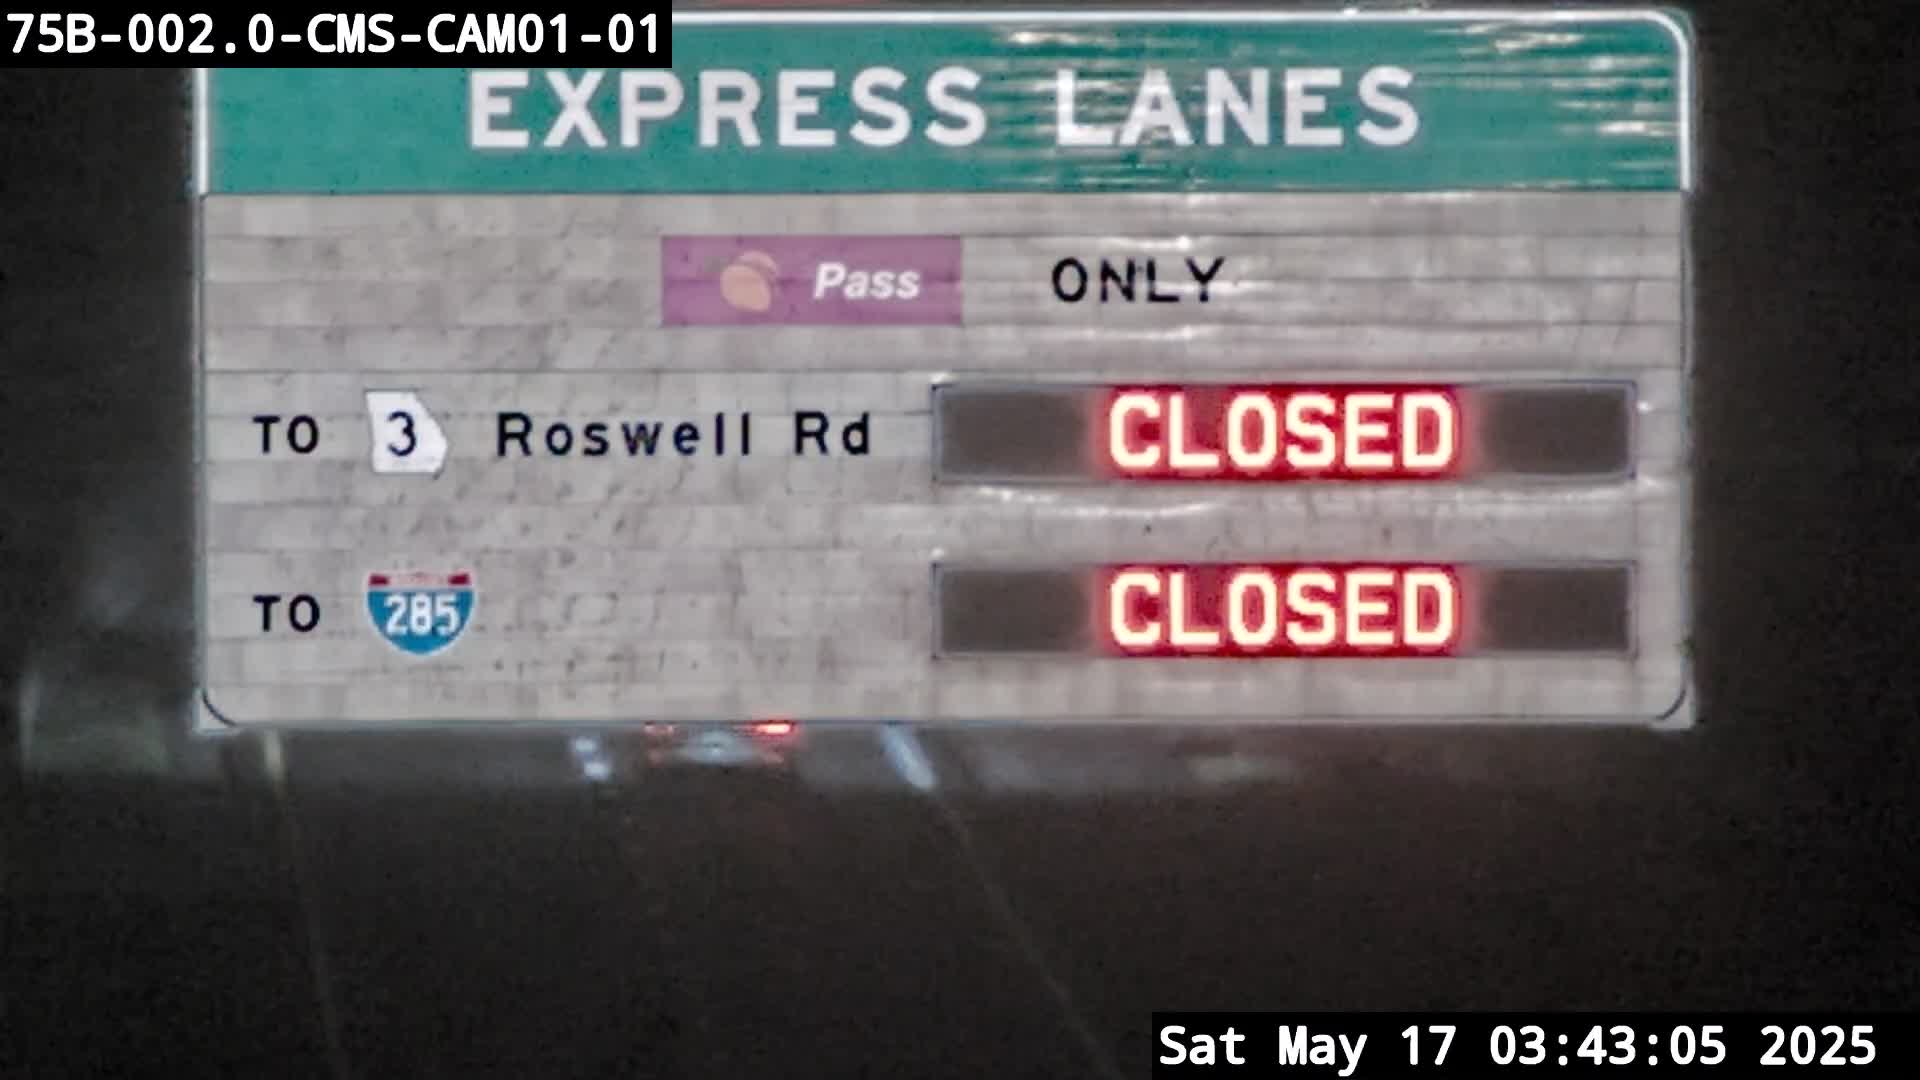 75B-002.0-CMS-CAM01-01
EXPRESS LANES
Pass ONLY
TO 3 Roswell Rd CLOSED
TO 285 CLOSED
Sat May 17 03:43:05 2025